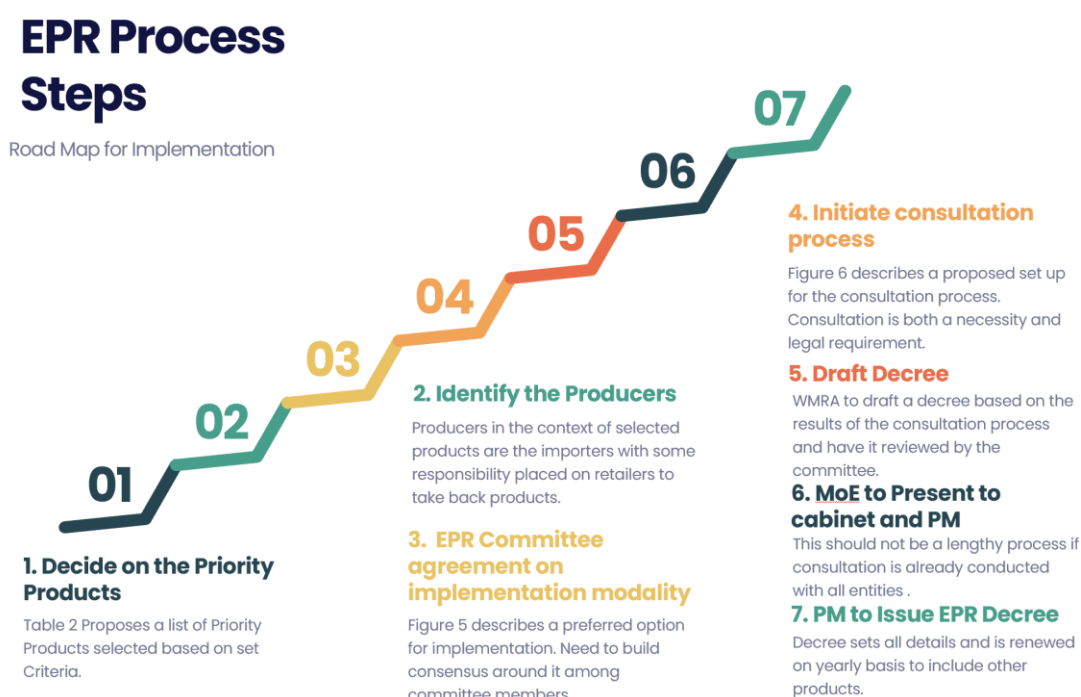 EPR Process
Steps
Road Map for Implementation
07
06
05
04
03
02
01
1. Decide on the Priority
Products
Table 2 Proposes a list of Priority
Products selected based on set
Criteria.
2. Identify the Producers
Producers in the context of selected
products are the importers with some
responsibility placed on retailers to
take back products.
3. EPR Committee
agreement on
implementation modality
Figure 5 describes a preferred option
for implementation. Need to build
consensus around it among
committee members
4. Initiate consultation
process
Figure 6 describes a proposed set up
for the consultation process.
Consultation is both a necessity and
legal requirement.
5. Draft Decree
WMRA to draft a decree based on the
results of the consultation process
and have it reviewed by the
committee.
6. MoE to Present to
cabinet and PM
This should not be a lengthy process if
consultation is already conducted
with all entities .
7. PM to Issue EPR Decree
Decree sets all details and is renewed
on yearly basis to include other
products.